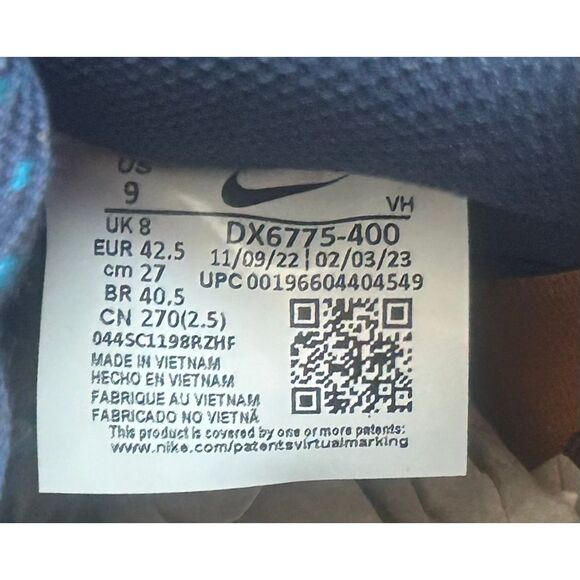 US
9
VH
UK 8
DX6775-400
EUR 42.5
11/09/22 | 02/03/23
cm 27
UPC 00196604404549
BR 40.5
CN 270(2.5)
044SC1198RZHF
MADE IN VIETNAM
HECHO EN VIETNAM
FABRIQUE AU VIETNAM
FABRICADO NO VIETNÃ
This product is covered by one or more patents:
www.nike.com/patentsvirtualmarking